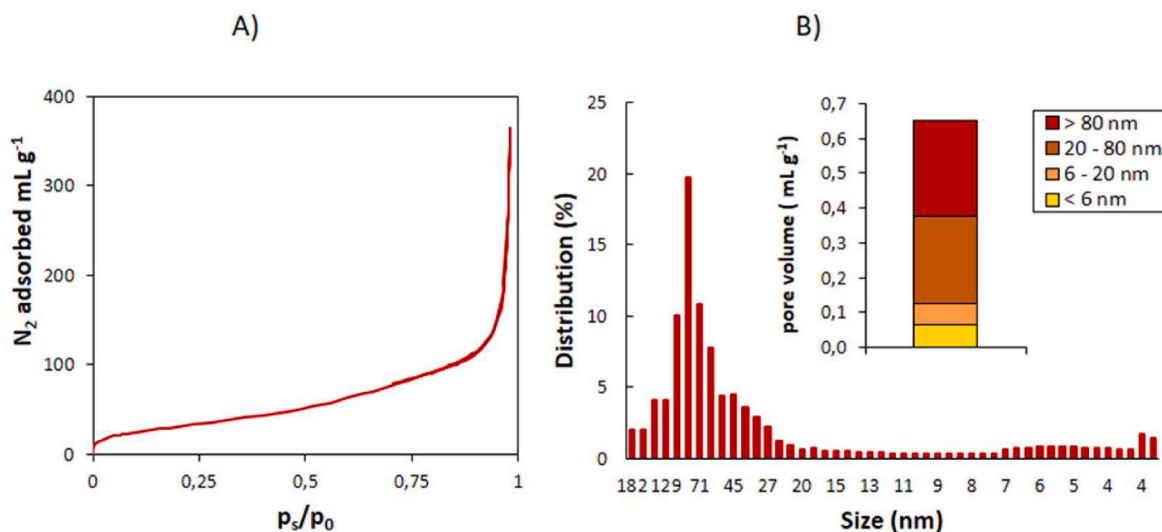 A)
N₂ adsorbed mL g⁻¹
400
300
200
100
0
0
0,25
0,5
0,75
1
pₛ/p₀
B)
Distribution (%)
25
20
15
10
5
0
182 129 71 45 27 20 15 13 11 9 8 7 6 5 4 4
Size (nm)
pore volume ( mL g⁻¹)
0,7
0,6
0,5
0,4
0,3
0,2
0,1
0,0
> 80 nm
20 - 80 nm
6 - 20 nm
< 6 nm